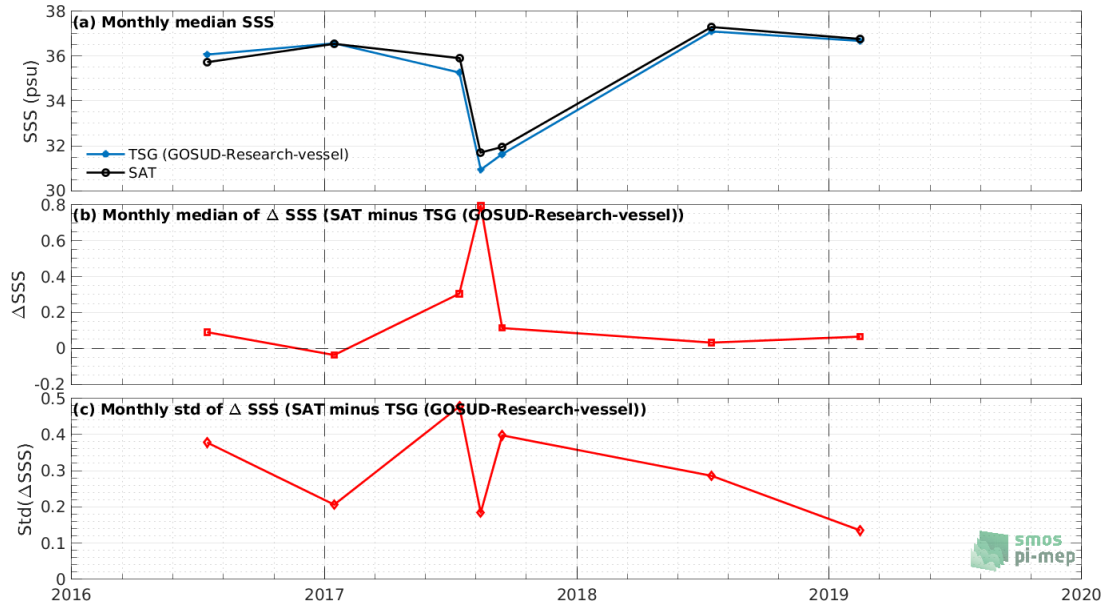 (a) Monthly median SSS
38
36
34
32
30
SSS (psu)
TSG (GOSUD-Research-vessel)
SAT
(b) Monthly median of Δ SSS (SAT minus TSG (GOSUD-Research-vessel))
0.8
0.6
0.4
0.2
0
-0.2
ΔSSS
(c) Monthly std of Δ SSS (SAT minus TSG (GOSUD-Research-vessel))
0.5
0.4
0.3
0.2
0.1
0
Std(ΔSSS)
smos
pi-mep
2016 2017 2018 2019 2020